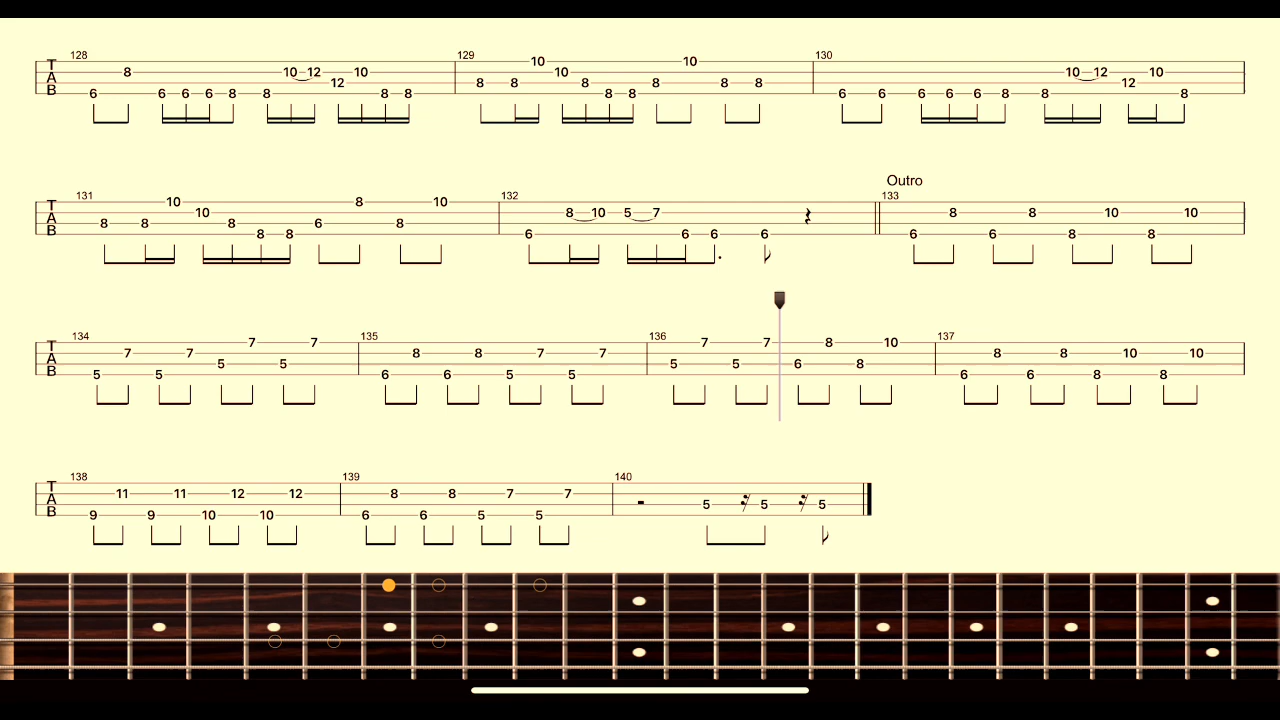 128 129 130
T 10 10
A 8 10 12 10 10 10 12 10
B 12 8 8 8 8 12
6 6 6 6 8 8 8 8 8 8 6 6 6 6 6 8 8 8
Outro
131 132 133
T 10 8 10
A 10 8 10 5 7 8 8 10 10
B 8 8 8 6 8
8 8 6 6 6 6 6 6 8 8
134 135 136 137
T 7 7 7 7 8 10
A 7 7 8 8 7 7 8 8 10 10
B 5 5 5 5 6 8
5 5 6 6 5 5 6 6 8 8
138 139 140
T
A 11 11 12 12 8 8 7 7
B 5 5 5
9 9 10 10 6 6 5 5